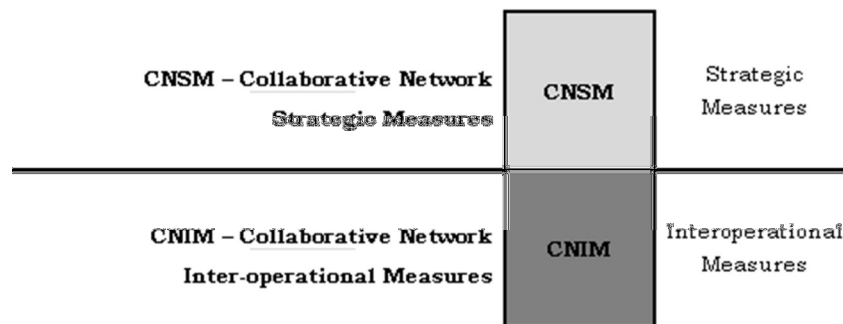 CNSM – Collaborative Network
Strategic Measures
CNSM
Strategic
Measures
CNIM – Collaborative Network
Inter-operational Measures
CNIM
Interoperational
Measures